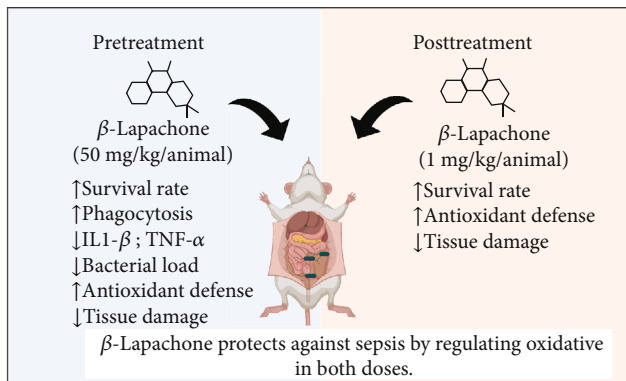 Pretreatment
β-Lapachone
(50 mg/kg/animal)
↑Survival rate
↑Phagocytosis
↓IL1-β ; TNF-α
↓Bacterial load
↑Antioxidant defense
↓Tissue damage
Posttreatment
β-Lapachone
(1 mg/kg/animal)
↑Survival rate
↑Antioxidant defense
↓Tissue damage
β-Lapachone protects against sepsis by regulating oxidative
in both doses.